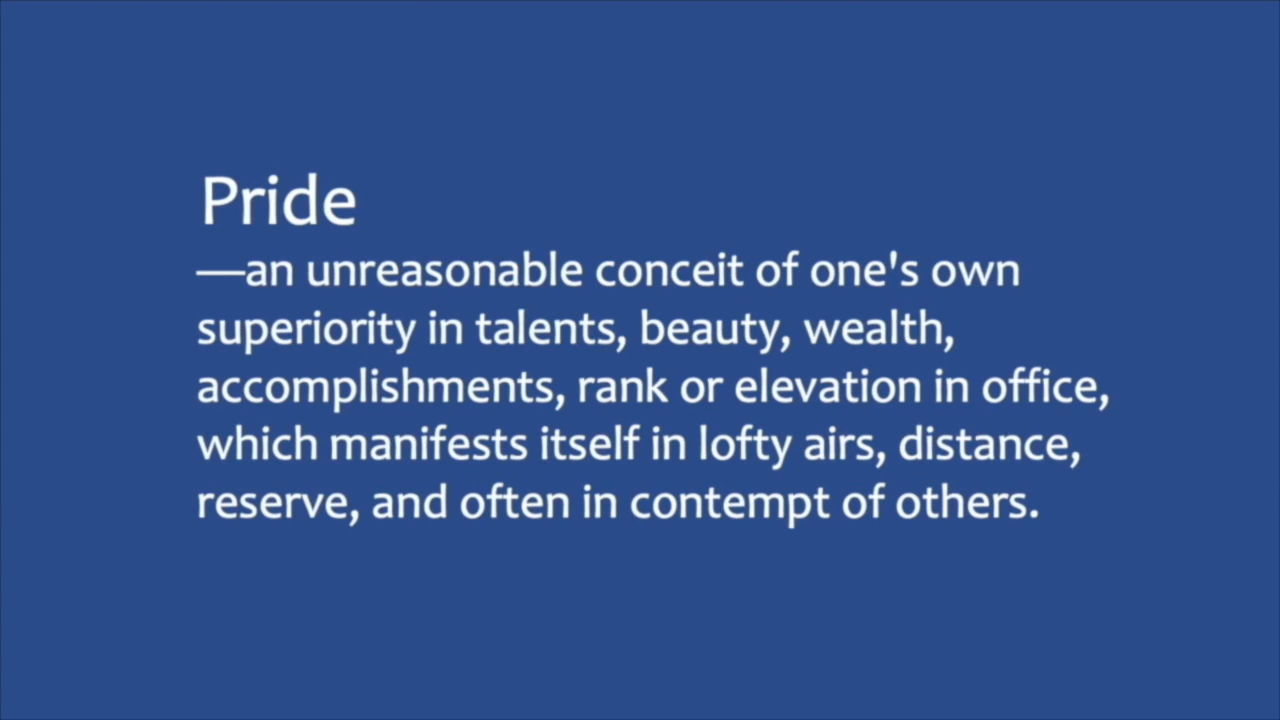 Pride
—an unreasonable conceit of one's own
superiority in talents, beauty, wealth,
accomplishments, rank or elevation in office,
which manifests itself in lofty airs, distance,
reserve, and often in contempt of others.